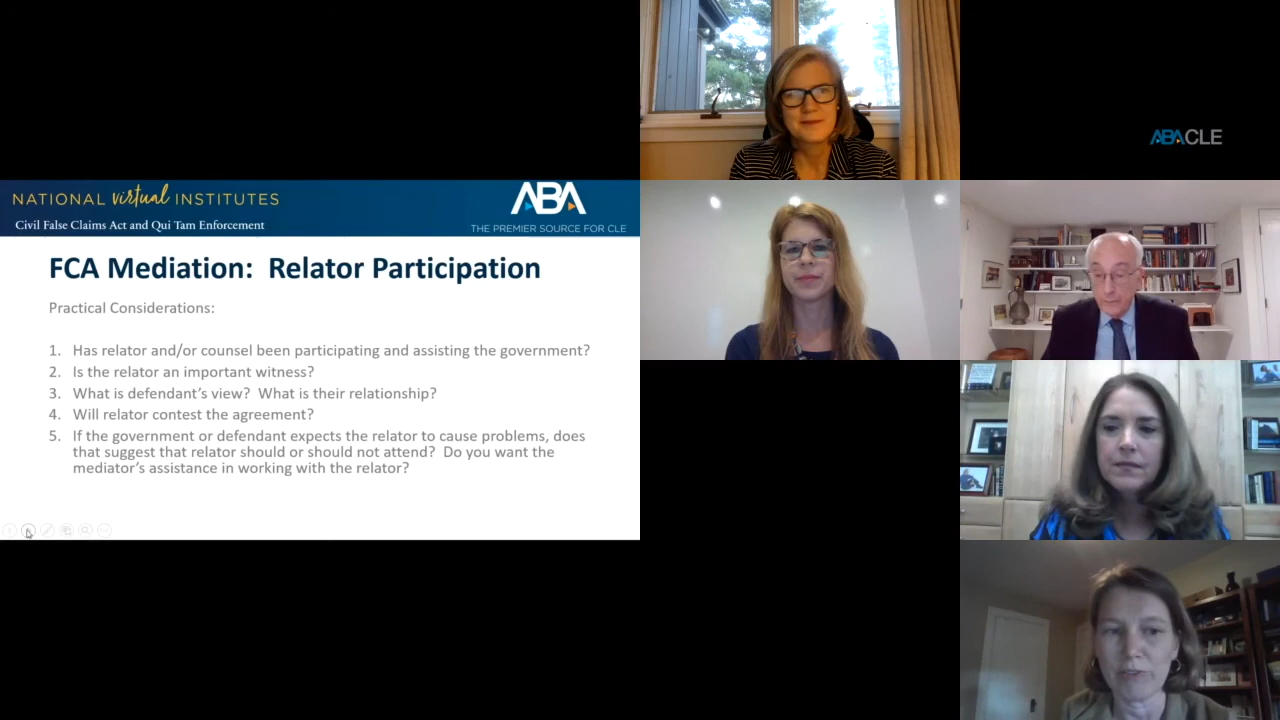 ABACLE
NATIONAL virtual INSTITUTES
ABA
Civil False Claims Act and Qui Tam Enforcement
THE PREMIER SOURCE FOR CLE
FCA Mediation:  Relator Participation
Practical Considerations:
1. Has relator and/or counsel been participating and assisting the government?
2. Is the relator an important witness?
3. What is defendant's view?  What is their relationship?
4. Will relator contest the agreement?
5. If the government or defendant expects the relator to cause problems, does
that suggest that relator should or should not attend?  Do you want the
mediator's assistance in working with the relator?